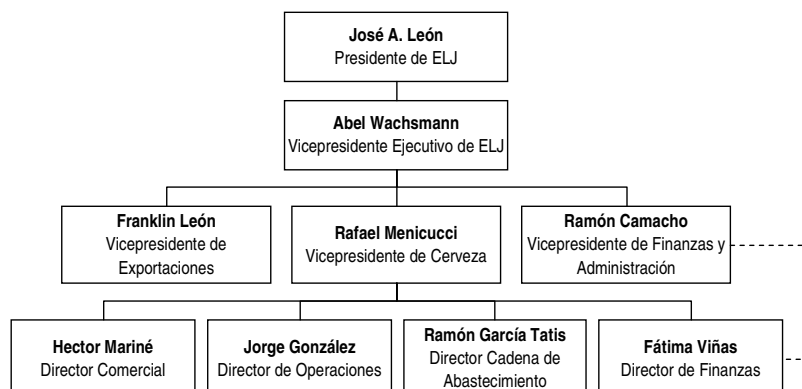 José A. León
Presidente de ELJ
Abel Wachsmann
Vicepresidente Ejecutivo de ELJ
Franklin León
Vicepresidente de
Exportaciones
Rafael Menicucci
Vicepresidente de Cerveza
Ramón Camacho
Vicepresidente de Finanzas y
Administración
Hector Mariné
Director Comercial
Jorge González
Director de Operaciones
Ramón García Tatis
Director Cadena de
Abastecimiento
Fátima Viñas
Director de Finanzas